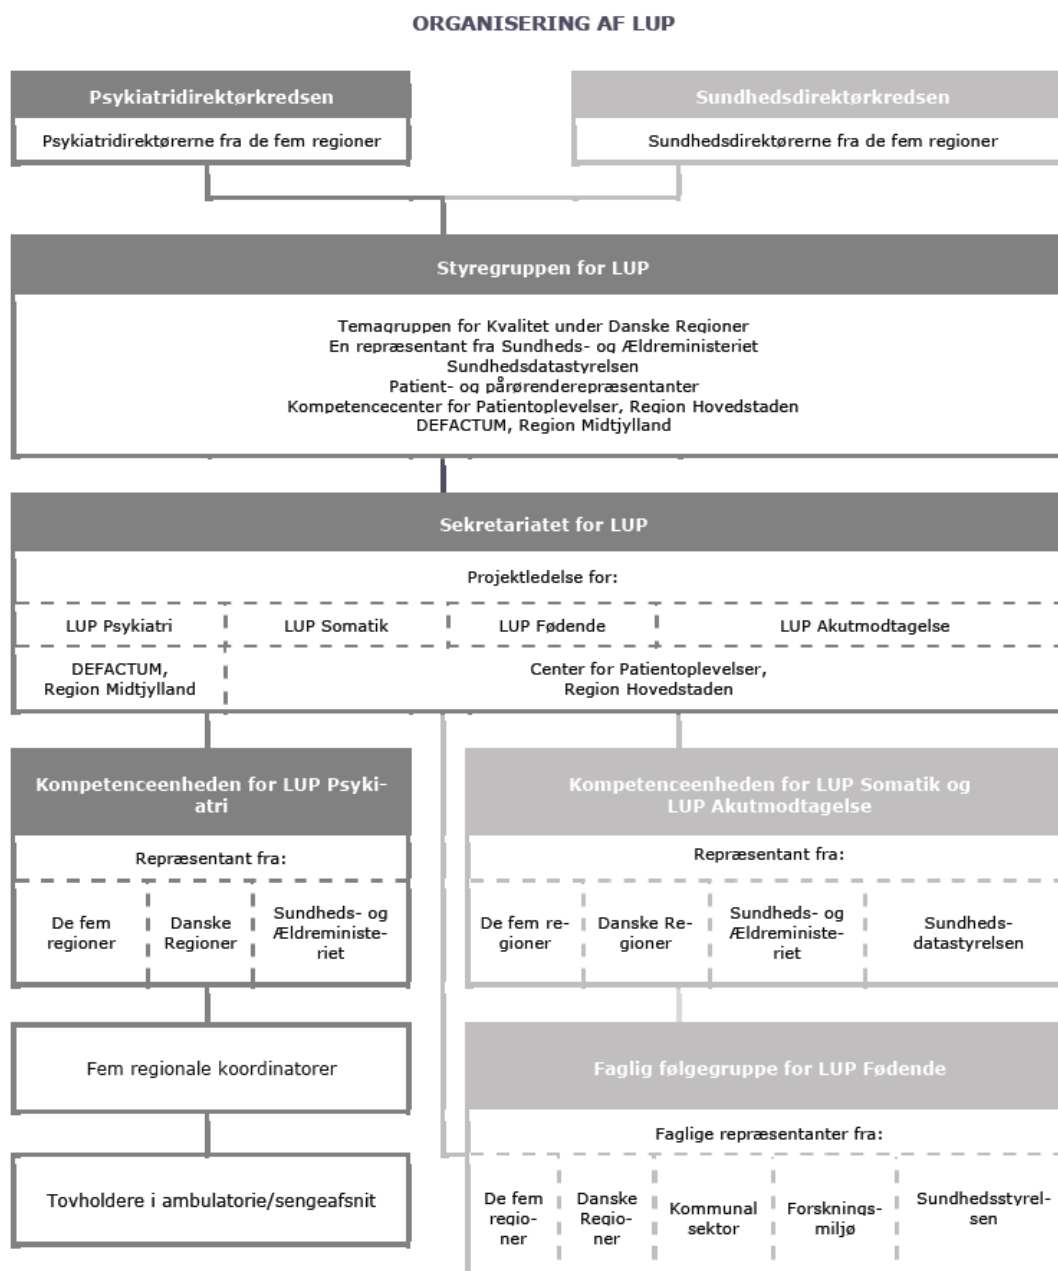 ORGANISERING AF LUP
Psykiatridirektørkredsen
Psykiatridirektørerne fra de fem regioner
Sundhedsdirektørkredsen
Sundhedsdirektørerne fra de fem regioner
Styregruppen for LUP
Temagruppen for Kvalitet under Danske Regioner
En repræsentant fra Sundheds- og Ældreministeriet
Sundhedsdatastyrelsen
Patient- og pårørenderepræsentanter
Kompetencecenter for Patientoplevelser, Region Hovedstaden
DEFACTUM, Region Midtjylland
Sekretariatet for LUP
Projektledelse for:
LUP Psykiatri
LUP Somatik
LUP Fødende
LUP Akutmodtagelse
DEFACTUM,
Region Midtjylland
Center for Patientoplevelser,
Region Hovedstaden
Kompetenceenheden for LUP Psyki-
atri
Repræsentant fra:
De fem
regioner
Danske
Regioner
Sundheds- og
Ældreministe-
riet
Fem regionale koordinatorer
Tovholdere i ambulatorie/sengeafsnit
Kompetenceenheden for LUP Somatik og
LUP Akutmodtagelse
Repræsentant fra:
De fem re-
gioner
Danske Re-
gioner
Sundheds- og
Ældreministe-
riet
Sundheds-
datastyrelsen
Faglig følgegruppe for LUP Fødende
Faglige repræsentanter fra:
De fem
regio-
ner
Danske
Regio-
ner
Kommunal
sektor
Forsknings-
miljø
Sundhedsstyrel-
sen